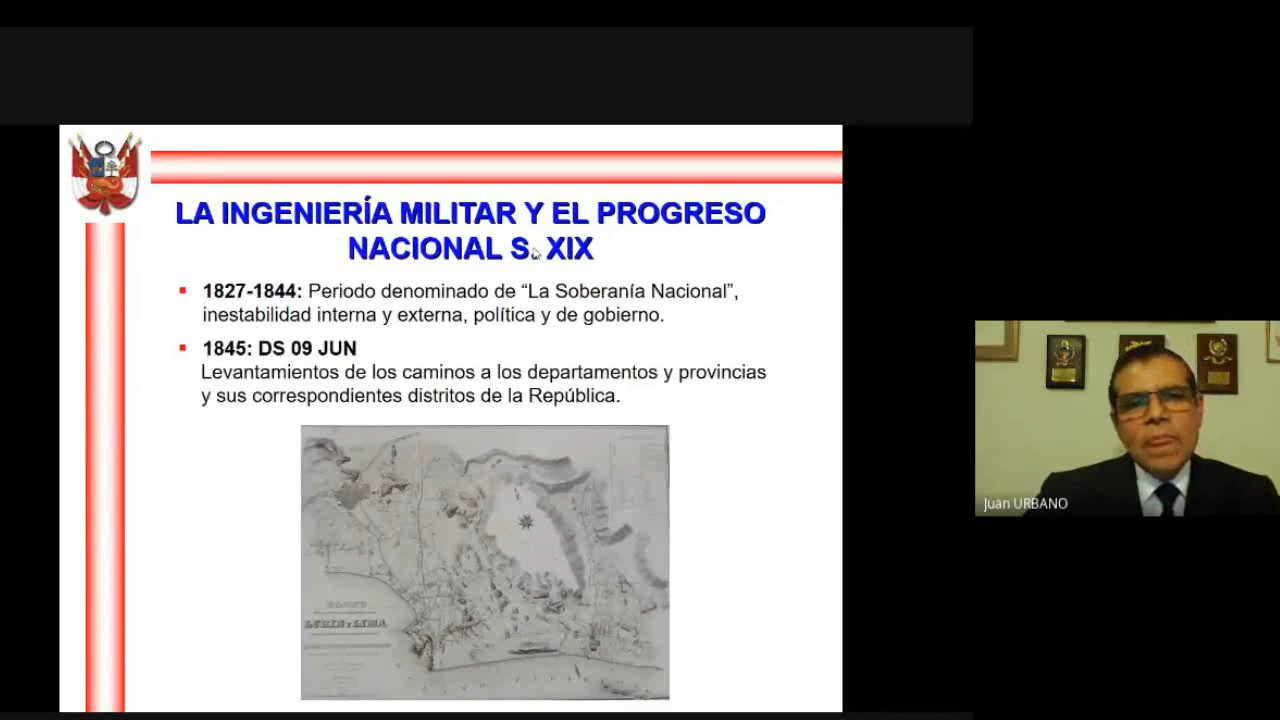 LA INGENIERÍA MILITAR Y EL PROGRESO
NACIONAL S. XIX
1827-1844: Periodo denominado de “La Soberanía Nacional”,
inestabilidad interna y externa, política y de gobierno.
1845: DS 09 JUN
Levantamientos de los caminos a los departamentos y provincias
y sus correspondientes distritos de la República.
LURIN Y LIMA
Juan URBANO